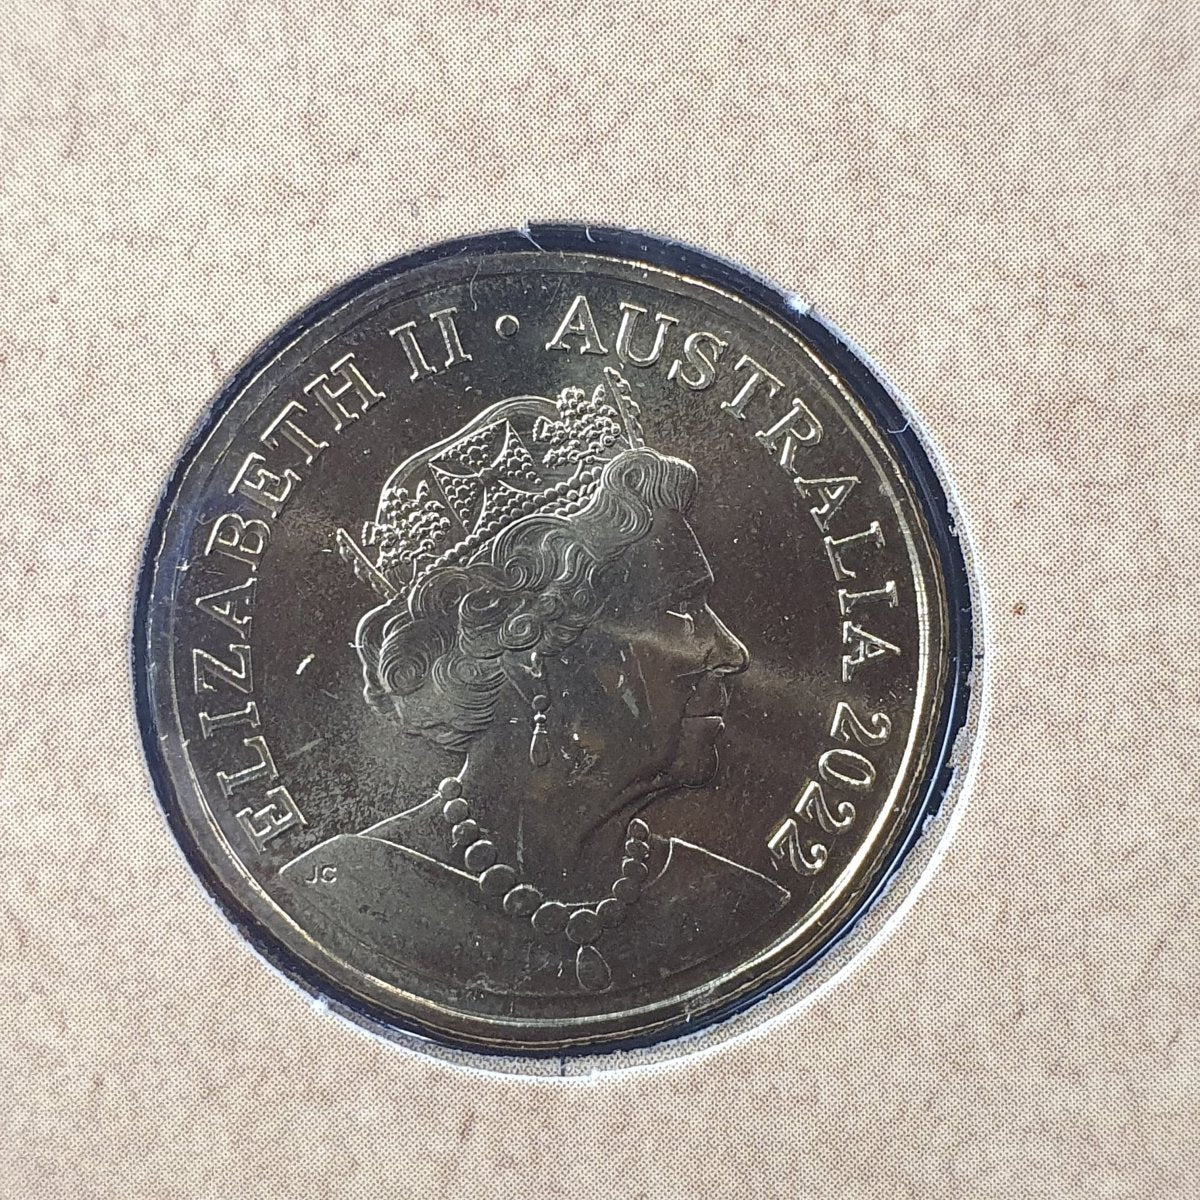 ELIZABETH II • AUSTRALIA 2022
JC